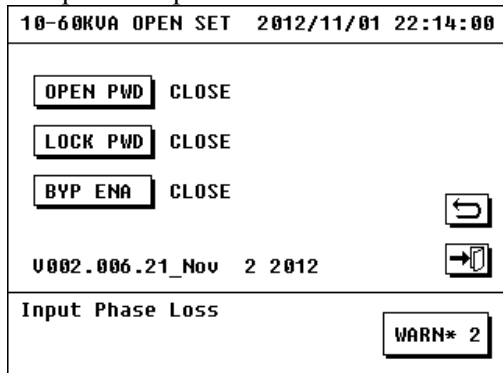 10-60KVA OPEN SET 2012/11/01 22:14:00
OPEN PWD CLOSE
LOCK PWD CLOSE
BYP ENA CLOSE
V002.006.21_Nov 2 2012
Input Phase Loss
WARN* 2